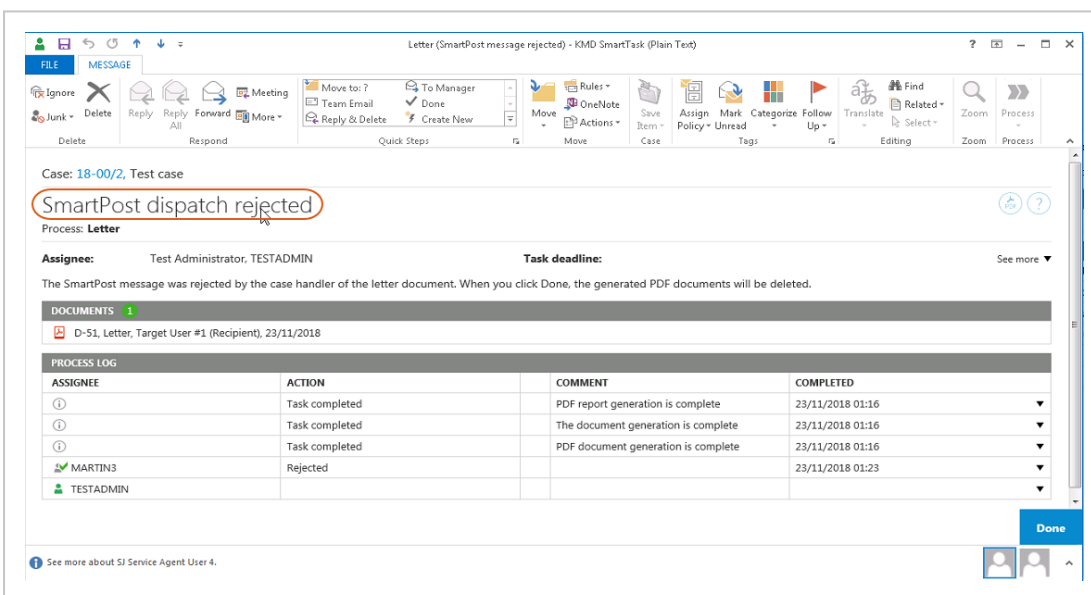 Letter (SmartPost message rejected) - KMD SmartTask (Plain Text)
FILE MESSAGE
Ignore
Junk
Delete
Reply
Reply All
Forward
Meeting
More
Move to: ?
Team Email
Reply & Delete
To Manager
Done
Create New
Move
Rules
OneNote
Actions
Save Item
Assign Policy
Mark Unread
Categorize
Follow Up
Translate
Find
Related
Select
Zoom
Process
Delete Respond Quick Steps Move Case Tags Editing Zoom Process
Case: 18-00/2, Test case
SmartPost dispatch rejected
PDF ?
Process: Letter
Assignee: Test Administrator, TESTADMIN Task deadline: See more
The SmartPost message was rejected by the case handler of the letter document. When you click Done, the generated PDF documents will be deleted.
DOCUMENTS 1
D-51, Letter, Target User #1 (Recipient), 23/11/2018
PROCESS LOG
ASSIGNEE ACTION COMMENT COMPLETED
Task completed PDF report generation is complete 23/11/2018 01:16
Task completed The document generation is complete 23/11/2018 01:16
Task completed PDF document generation is complete 23/11/2018 01:16
MARTIN3 Rejected 23/11/2018 01:23
TESTADMIN
Done
See more about SJ Service Agent User 4.